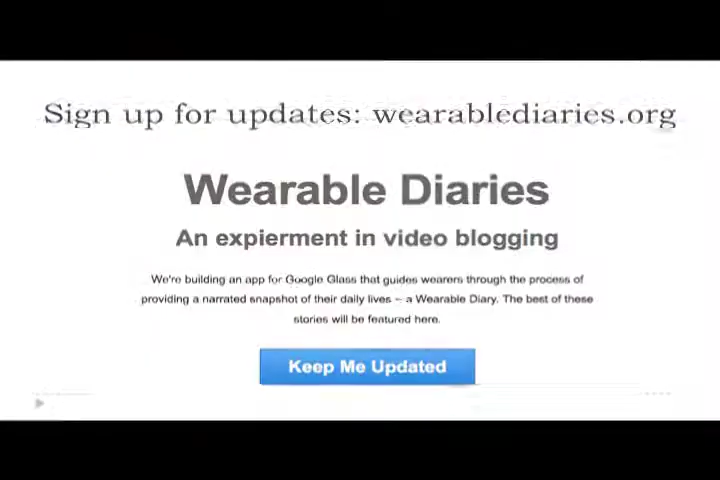 Sign up for updates: wearablediaries.org
Wearable Diaries
An expierment in video blogging
We're building an app for Google Glass that guides wearers through the process of
providing a narrated snapshot of their daily lives – a Wearable Diary. The best of these
stories will be featured here.
Keep Me Updated